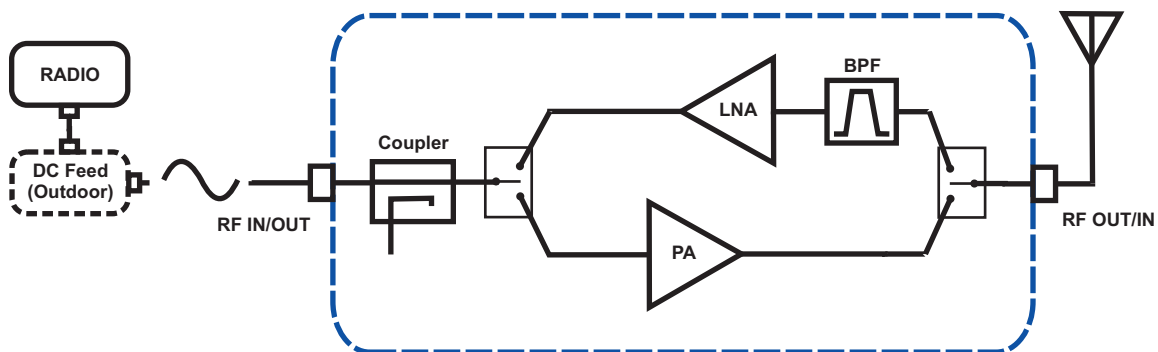 RADIO
DC Feed
(Outdoor)
RF IN/OUT
Coupler
LNA
BPF
PA
RF OUT/IN